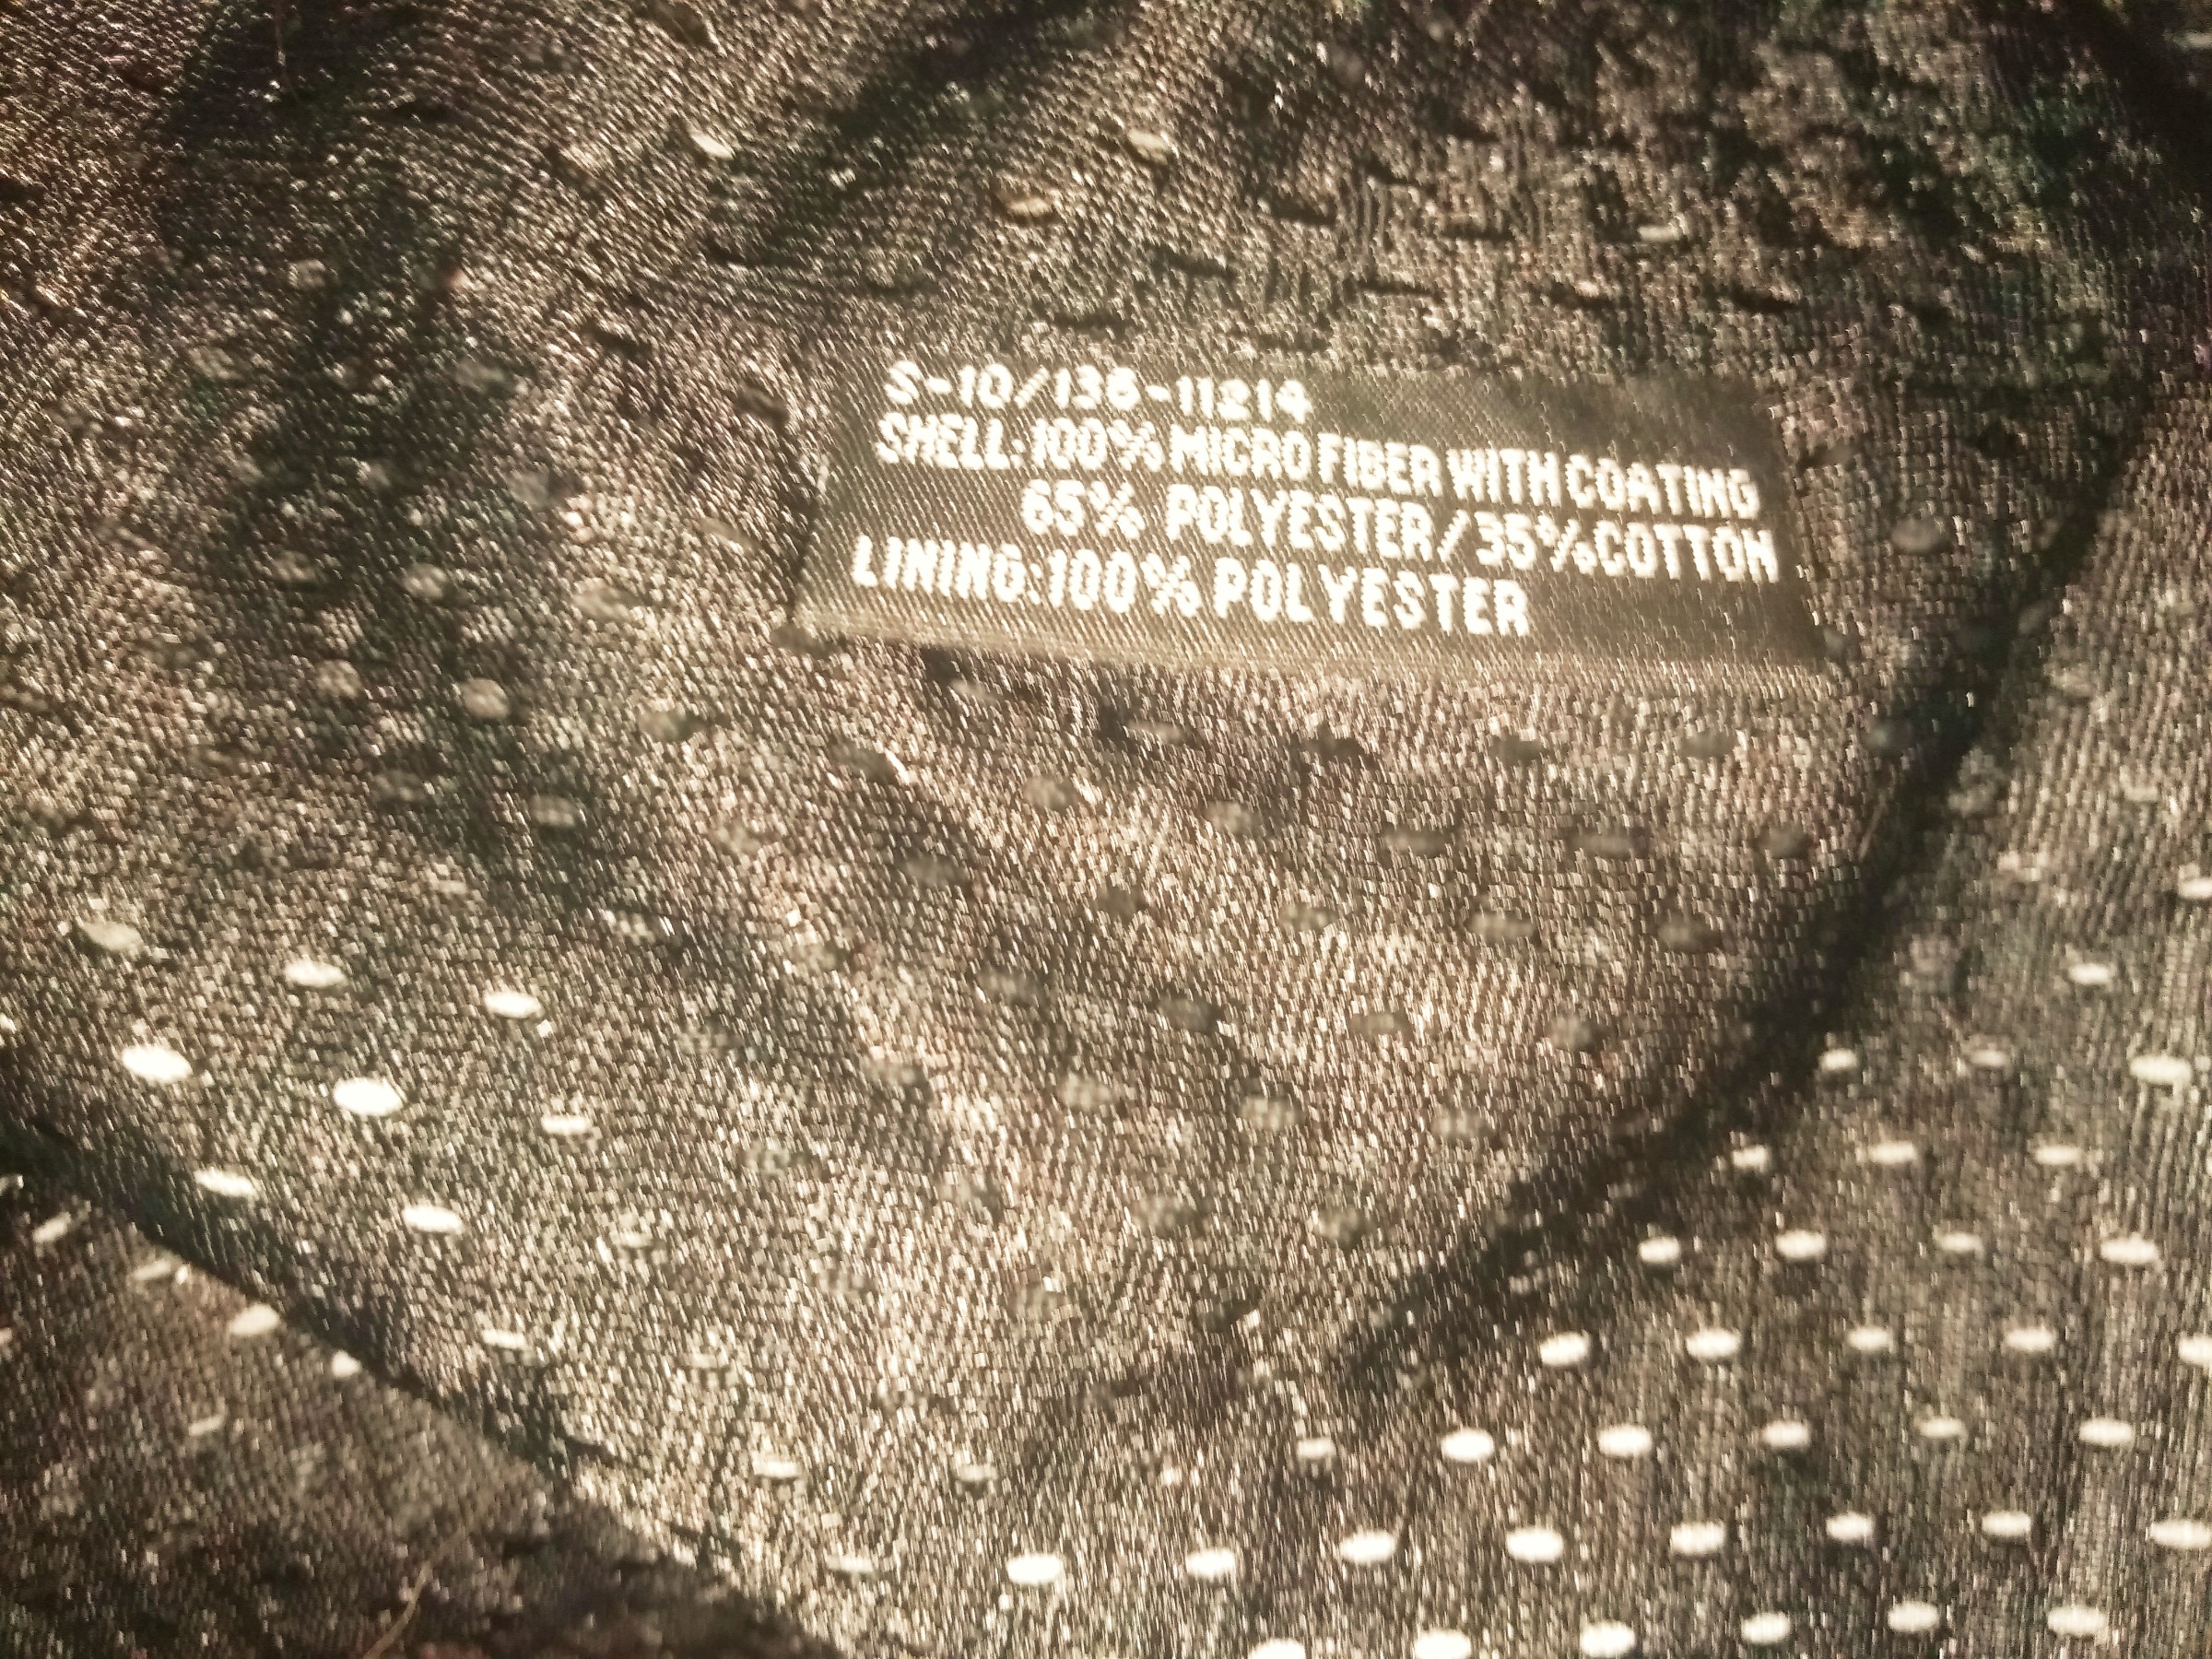 S-10/136-11214
SHELL:100% MICRO FIBER WITH COATING
65% POLYESTER/35%COTTON
LINING:100% POLYESTER